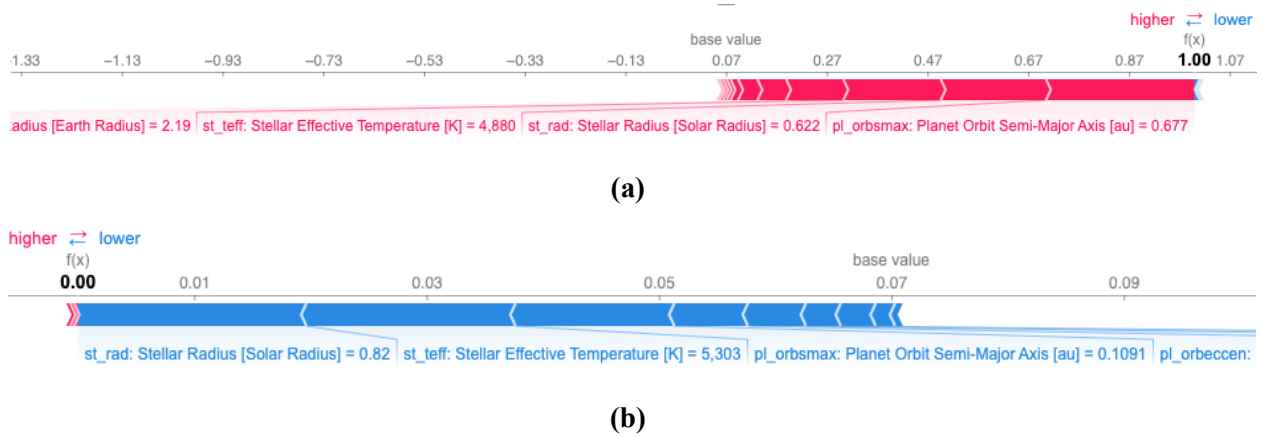 higher ⇄ lower
base value f(x)
-1.33 −1.13 −0.93 −0.73 −0.53 −0.33 −0.13 0.07 0.27 0.47 0.67 0.87 1.00 1.07
adius [Earth Radius] = 2.19 st_teff: Stellar Effective Temperature [K] = 4,880 st_rad: Stellar Radius [Solar Radius] = 0.622 pl_orbsmax: Planet Orbit Semi-Major Axis [au] = 0.677
(a)
higher ⇄ lower
f(x) base value
0.00 0.01 0.03 0.05 0.07 0.09
st_rad: Stellar Radius [Solar Radius] = 0.82 st_teff: Stellar Effective Temperature [K] = 5,303 pl_orbsmax: Planet Orbit Semi-Major Axis [au] = 0.1091 pl_orbeccen:
(b)